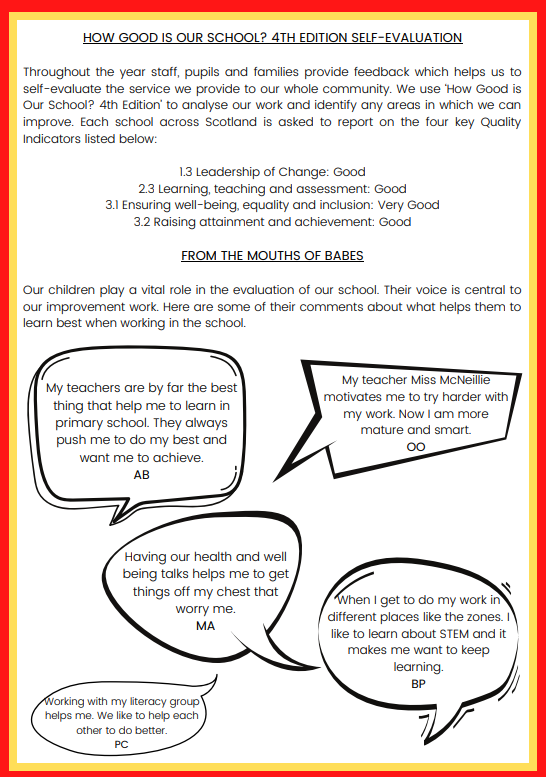 HOW GOOD IS OUR SCHOOL? 4TH EDITION SELF-EVALUATION
Throughout the year staff, pupils and families provide feedback which helps us to
self-evaluate the service we provide to our whole community. We use 'How Good is
Our School? 4th Edition' to analyse our work and identify any areas in which we can
improve. Each school across Scotland is asked to report on the four key Quality
Indicators listed below:
1.3 Leadership of Change: Good
2.3 Learning, teaching and assessment: Good
3.1 Ensuring well-being, equality and inclusion: Very Good
3.2 Raising attainment and achievement: Good
FROM THE MOUTHS OF BABES
Our children play a vital role in the evaluation of our school. Their voice is central to
our improvement work. Here are some of their comments about what helps them to
learn best when working in the school.
My teachers are by far the best
thing that help me to learn in
primary school. They always
push me to do my best and
want me to achieve.
AB
My teacher Miss McNeillie
motivates me to try harder with
my work. Now I am more
mature and smart.
OO
Having our health and well
being talks helps me to get
things off my chest that
worry me.
MA
When I get to do my work in
different places like the zones. I
like to learn about STEM and it
makes me want to keep
learning.
BP
Working with my literacy group
helps me. We like to help each
other to do better.
PC